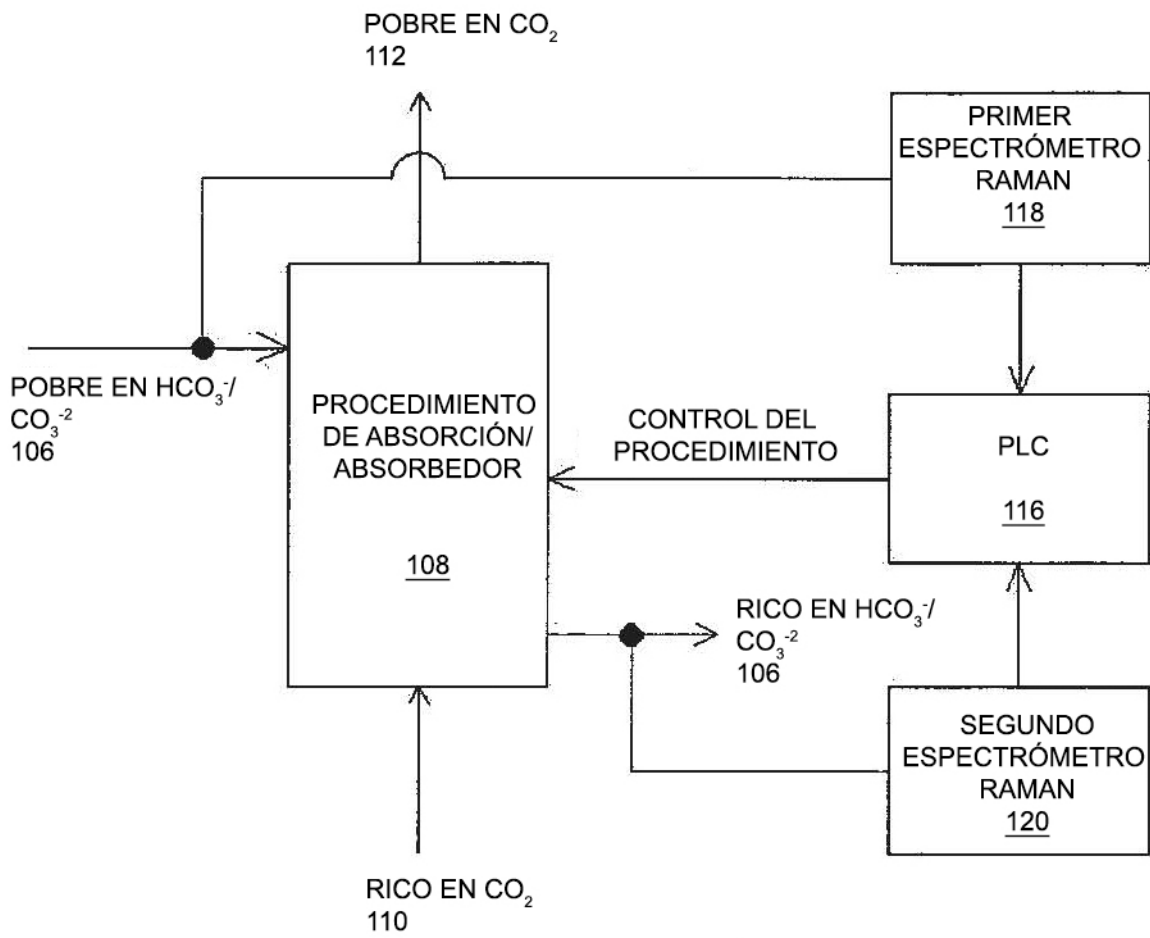 POBRE EN CO₂
112
PRIMER
ESPECTRÓMETRO
RAMAN
118
POBRE EN HCO₃⁻/
CO₃⁻²
106
PROCEDIMIENTO
DE ABSORCIÓN/
ABSORBEDOR
108
CONTROL DEL
PROCEDIMIENTO
PLC
116
RICO EN HCO₃⁻/
CO₃⁻²
106
SEGUNDO
ESPECTRÓMETRO
RAMAN
120
RICO EN CO₂
110